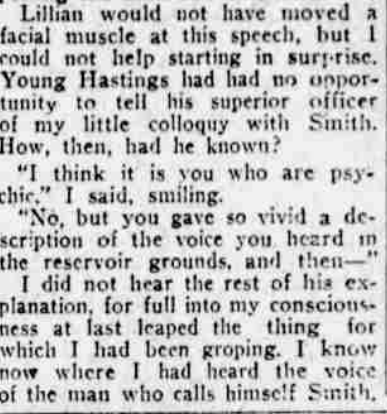 Lillian would not have moved a
facial muscle at this speech, but I
could not help starting in surprise.
Young Hastings had had no oppor-
tunity to tell his superior officer
of my little colloquy with Smith.
How, then, had he known?
"I think it is you who are psy-
chic," I said, smiling.
"No, but you gave so vivid a de-
scription of the voice you heard in
the reservoir grounds, and then—"
I did not hear the rest of his ex-
planation, for full into my conscious-
ness at last leaped the thing for
which I had been groping. I know
now where I had heard the voice
of the man who calls himself Smith.